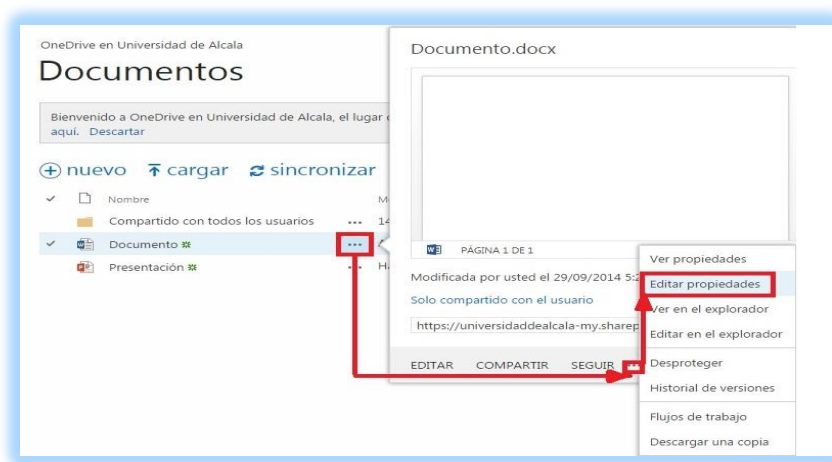 OneDrive en Universidad de Alcala
Documentos
Bienvenido a OneDrive en Universidad de Alcala, el lugar
aquí. Descartar
nuevo cargar sincronizar
Nombre
Compartido con todos los usuarios ... 14
Documento ...
Presentación ...
Documento.docx
PÁGINA 1 DE 1
Modificada por usted el 29/09/2014
Solo compartido con el usuario
https://universidaddealcala-my.sharep
EDITAR COMPARTIR SEGUIR ...
Ver propiedades
Editar propiedades
Ver en el explorador
Editar en el explorador
Desproteger
Historial de versiones
Flujos de trabajo
Descargar una copia